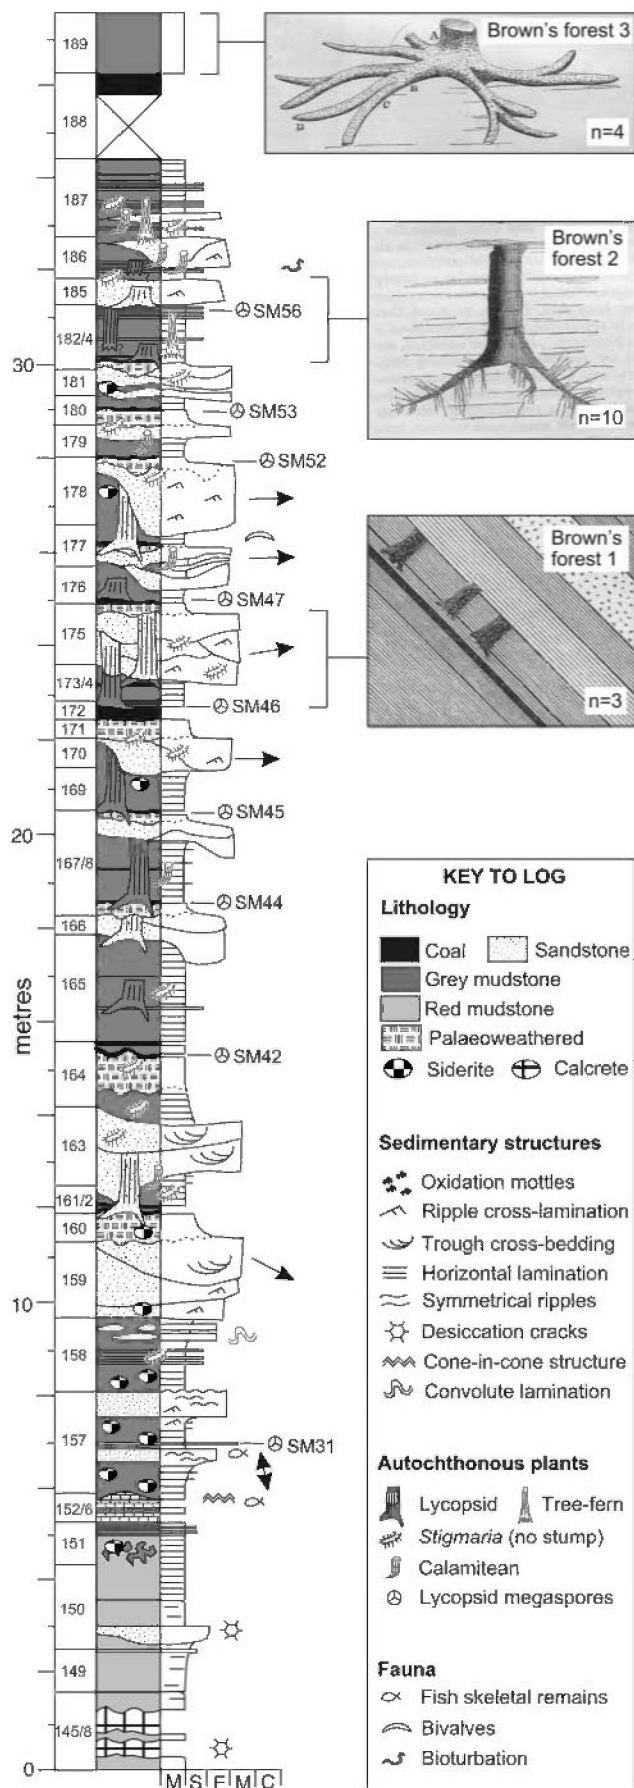 189
188
187
186
185
182/4
181
180
179
178
177
176
175
173/4
172
171
170
169
167/8
166
165
164
163
161/2
160
159
158
157
152/6
151
150
149
145/8
30
20
10
0
metres
SM56
SM53
SM52
SM47
SM46
SM45
SM44
SM42
SM31
M S F M C
Brown's forest 3
A
B
C
D
n=4
Brown's
forest 2
n=10
Brown's
forest 1
n=3
KEY TO LOG
Lithology
Coal Sandstone
Grey mudstone
Red mudstone
Palaeoweathered
Siderite Calcrete
Sedimentary structures
Oxidation mottles
Ripple cross-lamination
Trough cross-bedding
Horizontal lamination
Symmetrical ripples
Desiccation cracks
Cone-in-cone structure
Convolute lamination
Autochthonous plants
Lycopsid Tree-fern
Stigmaria (no stump)
Calamitean
Lycopsid megaspores
Fauna
Fish skeletal remains
Bivalves
Bioturbation